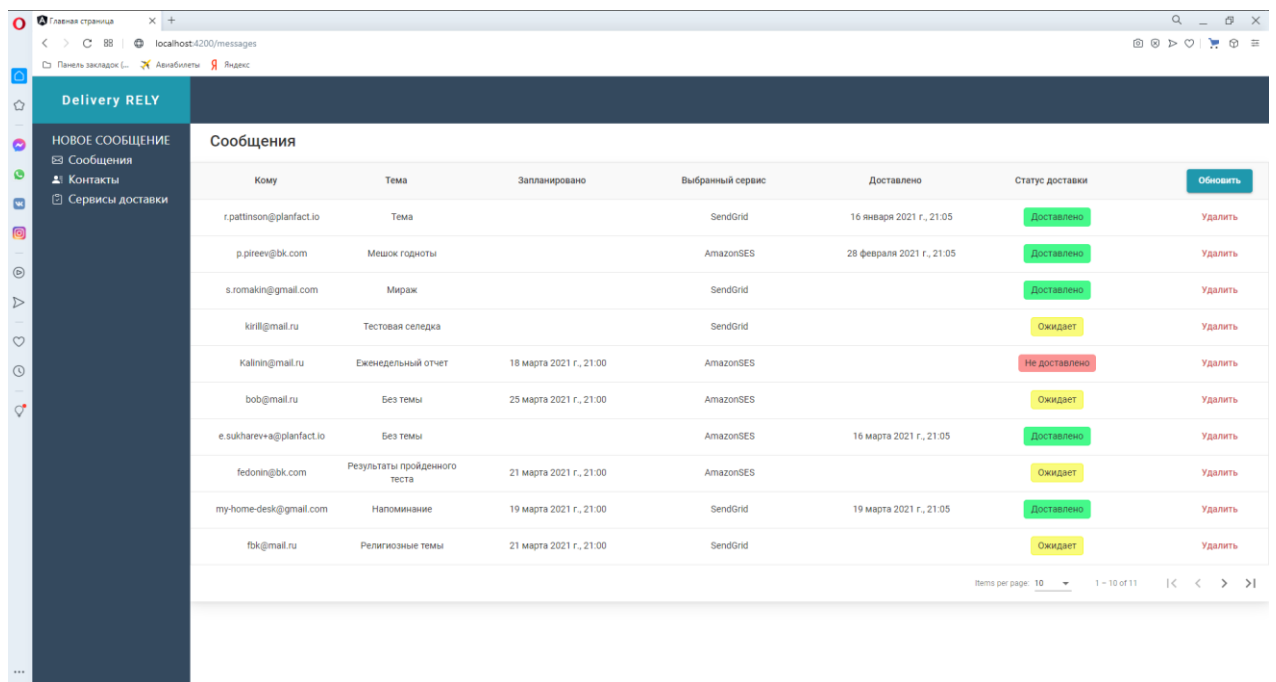 Главная страница
localhost:4200/messages
Панель закладок (... Авиабилеты Яндекс
Delivery RELY
НОВОЕ СООБЩЕНИЕ
Сообщения
Контакты
Сервисы доставки
Сообщения
Кому Тема Запланировано Выбранный сервис Доставлено Статус доставки Обновить
r.pattinson@planfact.io Тема SendGrid 16 января 2021 г., 21:05 Доставлено Удалить
p.pireev@bk.com Мешок годноты AmazonSES 28 февраля 2021 г., 21:05 Доставлено Удалить
s.romakin@gmail.com Мираж SendGrid Доставлено Удалить
kirill@mail.ru Тестовая селедка SendGrid Ожидает Удалить
Kalinin@mail.ru Еженедельный отчет 18 марта 2021 г., 21:00 AmazonSES Не доставлено Удалить
bob@mail.ru Без темы 25 марта 2021 г., 21:00 AmazonSES Ожидает Удалить
e.sukharev+a@planfact.io Без темы AmazonSES 16 марта 2021 г., 21:05 Доставлено Удалить
fedonin@bk.com Результаты пройденного
теста 21 марта 2021 г., 21:00 AmazonSES Ожидает Удалить
my-home-desk@gmail.com Напоминание 19 марта 2021 г., 21:00 SendGrid 19 марта 2021 г., 21:05 Доставлено Удалить
fbk@mail.ru Религиозные темы 21 марта 2021 г., 21:00 SendGrid Ожидает Удалить
Items per page: 10 1 – 10 of 11